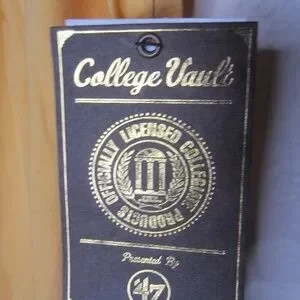 College Vault
OFFICIALLY LICENSED COLLEGIATE PRODUCTS
Presented By
47